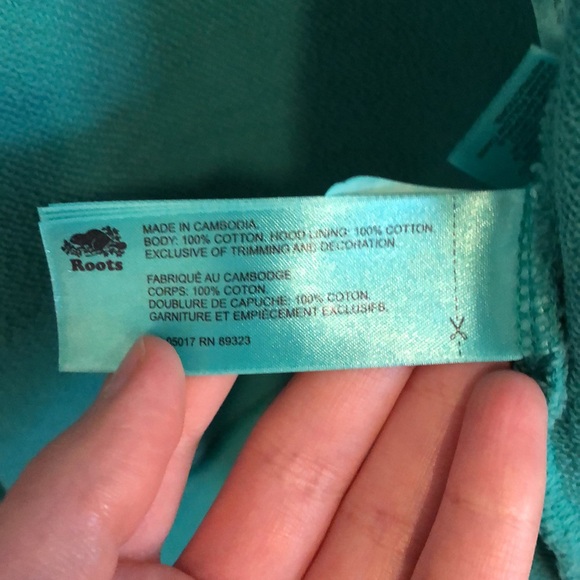 Roots
MADE IN CAMBODIA.
BODY: 100% COTTON. HOOD LINING: 100% COTTON.
EXCLUSIVE OF TRIMMING AND DECORATION.
FABRIQUÉ AU CAMBODGE
CORPS: 100% COTON.
DOUBLURE DE CAPUCHE: 100% COTON.
GARNITURE ET EMPIÈCEMENT EXCLUSIFS.
05017 RN 89323